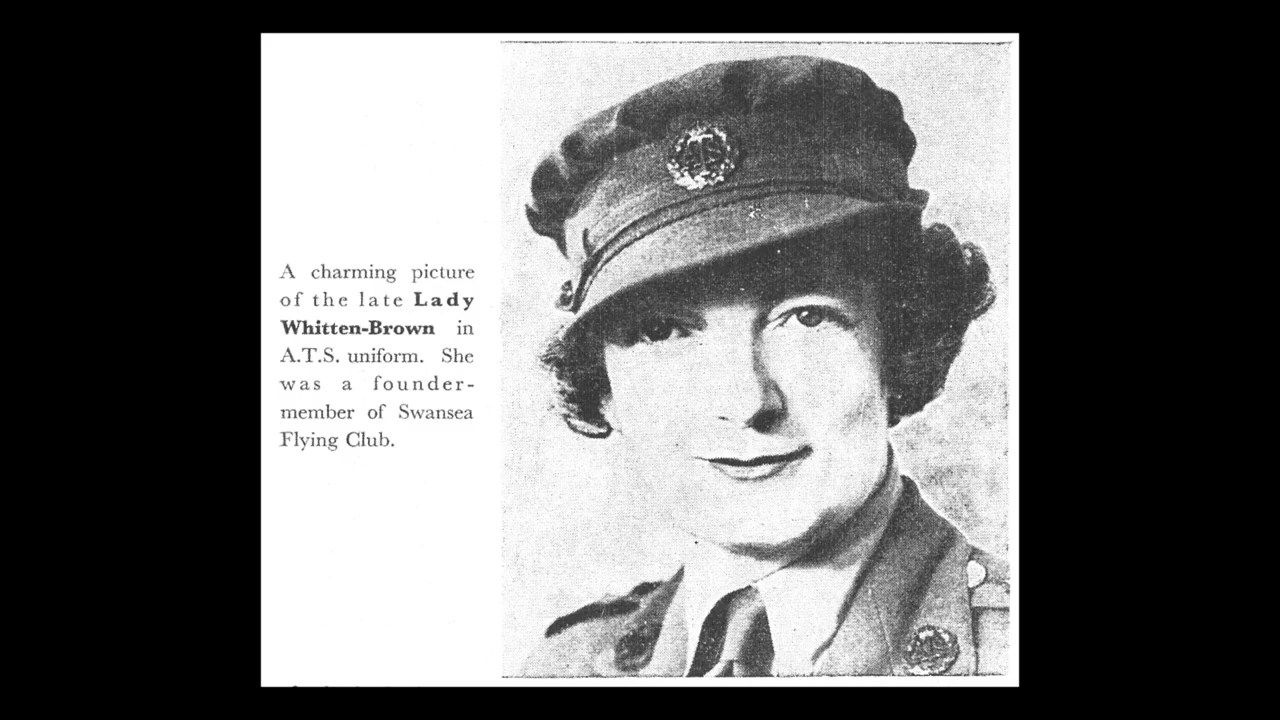 A charming picture
of the late Lady
Whitten-Brown in
A.T.S. uniform. She
was a founder-
member of Swansea
Flying Club.